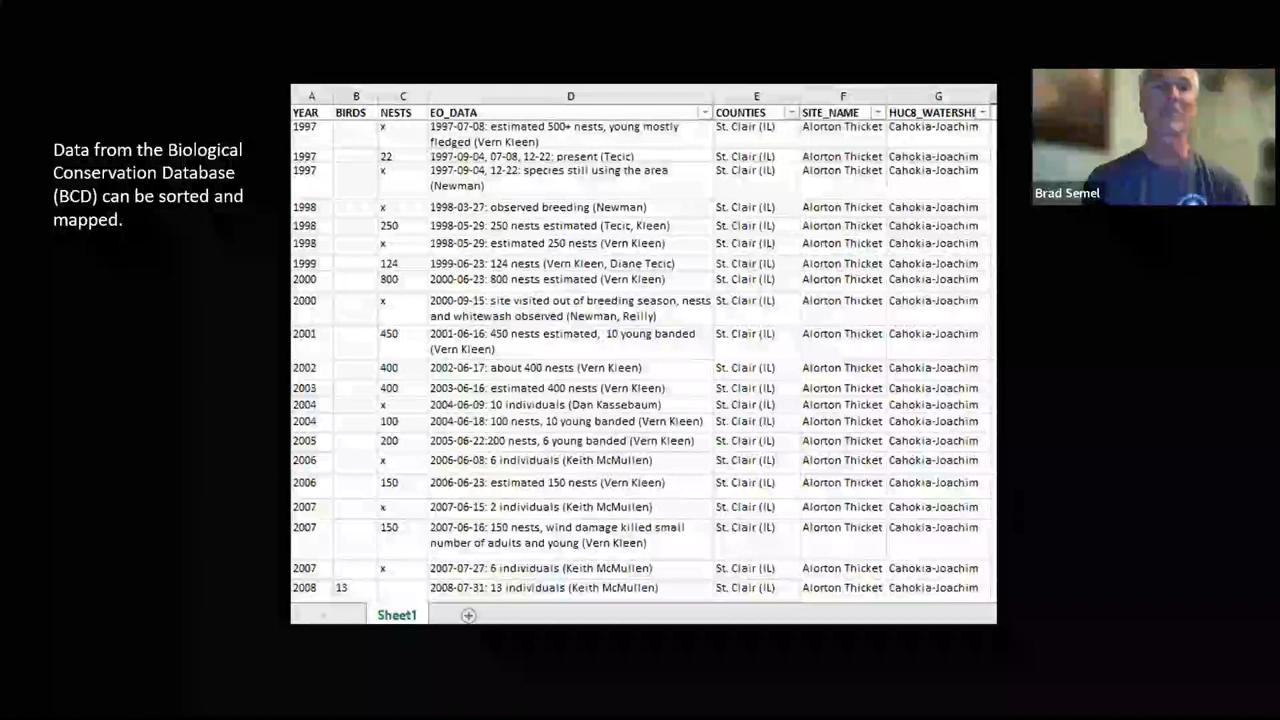 Data from the Biological
Conservation Database
(BCD) can be sorted and
mapped.
A B C D E F G
YEAR BIRDS NESTS EO_DATA COUNTIES SITE_NAME HUC8_WATERSHE
1997 x 1997-07-08: estimated 500+ nests, young mostly St. Clair (IL) Alorton Thicket Cahokia-Joachim
fledged (Vern Kleen)
1997 22 1997-09-04, 07-08, 12-22: present (Tecic) St. Clair (IL) Alorton Thicket Cahokia-Joachim
1997 x 1997-09-04, 12-22: species still using the area St. Clair (IL) Alorton Thicket Cahokia-Joachim
(Newman)
1998 x 1998-03-27: observed breeding (Newman) St. Clair (IL) Alorton Thicket Cahokia-Joachim
1998 250 1998-05-29: 250 nests estimated (Tecic, Kleen) St. Clair (IL) Alorton Thicket Cahokia-Joachim
1998 x 1998-05-29: estimated 250 nests (Vern Kleen) St. Clair (IL) Alorton Thicket Cahokia-Joachim
1999 124 1999-06-23: 124 nests (Vern Kleen, Diane Tecic) St. Clair (IL) Alorton Thicket Cahokia-Joachim
2000 800 2000-06-23: 800 nests estimated (Vern Kleen) St. Clair (IL) Alorton Thicket Cahokia-Joachim
2000 x 2000-09-15: site visited out of breeding season, nests St. Clair (IL) Alorton Thicket Cahokia-Joachim
and whitewash observed (Newman, Reilly)
2001 450 2001-06-16: 450 nests estimated, 10 young banded St. Clair (IL) Alorton Thicket Cahokia-Joachim
(Vern Kleen)
2002 400 2002-06-17: about 400 nests (Vern Kleen) St. Clair (IL) Alorton Thicket Cahokia-Joachim
2003 400 2003-06-16: estimated 400 nests (Vern Kleen) St. Clair (IL) Alorton Thicket Cahokia-Joachim
2004 x 2004-06-09: 10 individuals (Dan Kassebaum) St. Clair (IL) Alorton Thicket Cahokia-Joachim
2004 100 2004-06-18: 100 nests, 10 young banded (Vern Kleen) St. Clair (IL) Alorton Thicket Cahokia-Joachim
2005 200 2005-06-22:200 nests, 6 young banded (Vern Kleen) St. Clair (IL) Alorton Thicket Cahokia-Joachim
2006 x 2006-06-08: 6 individuals (Keith McMullen) St. Clair (IL) Alorton Thicket Cahokia-Joachim
2006 150 2006-06-23: estimated 150 nests (Vern Kleen) St. Clair (IL) Alorton Thicket Cahokia-Joachim
2007 x 2007-06-15: 2 individuals (Keith McMullen) St. Clair (IL) Alorton Thicket Cahokia-Joachim
2007 150 2007-06-16: 150 nests, wind damage killed small St. Clair (IL) Alorton Thicket Cahokia-Joachim
number of adults and young (Vern Kleen)
2007 x 2007-07-27: 6 individuals (Keith McMullen) St. Clair (IL) Alorton Thicket Cahokia-Joachim
2008 13 2008-07-31: 13 individuals (Keith McMullen) St. Clair (IL) Alorton Thicket Cahokia-Joachim
Sheet1
Brad Semel